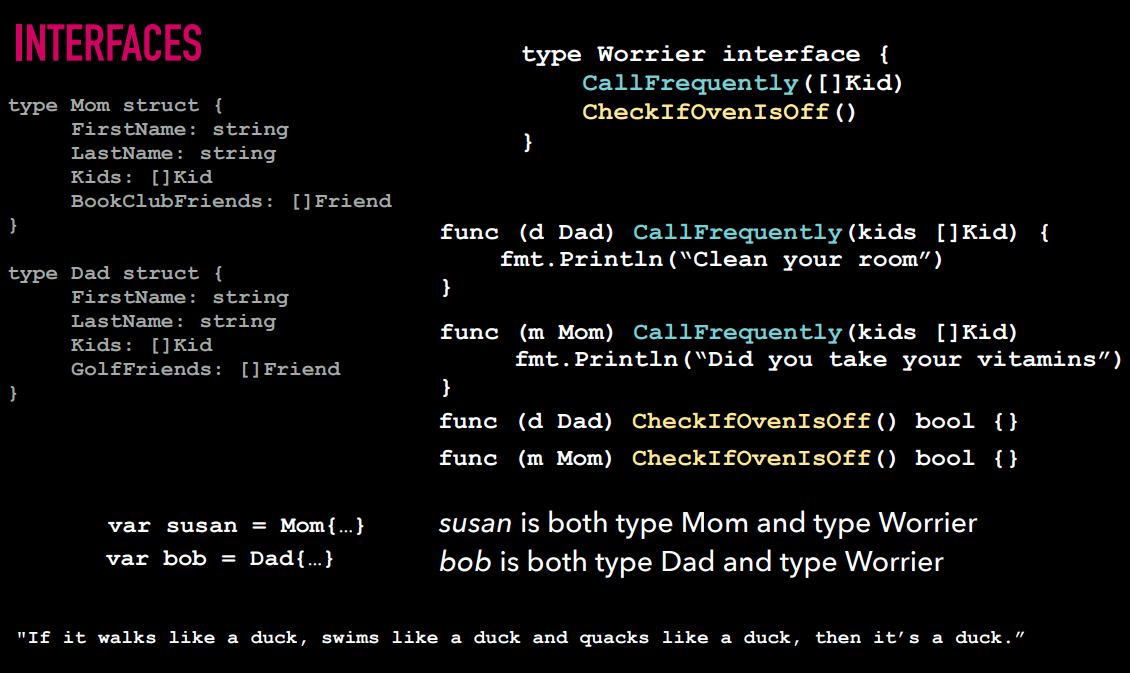 INTERFACES
type Mom struct {
FirstName: string
LastName: string
Kids: []Kid
BookClubFriends: []Friend
}
type Dad struct {
FirstName: string
LastName: string
Kids: []Kid
GolfFriends: []Friend
}
type Worrier interface {
CallFrequently([]Kid)
CheckIfOvenIsOff()
}
func (d Dad) CallFrequently(kids []Kid) {
fmt.Println(“Clean your room”)
}
func (m Mom) CallFrequently(kids []Kid)
fmt.Println(“Did you take your vitamins”)
}
func (d Dad) CheckIfOvenIsOff() bool {}
func (m Mom) CheckIfOvenIsOff() bool {}
var susan = Mom{…}
var bob = Dad{…}
susan is both type Mom and type Worrier
bob is both type Dad and type Worrier
"If it walks like a duck, swims like a duck and quacks like a duck, then it’s a duck.”